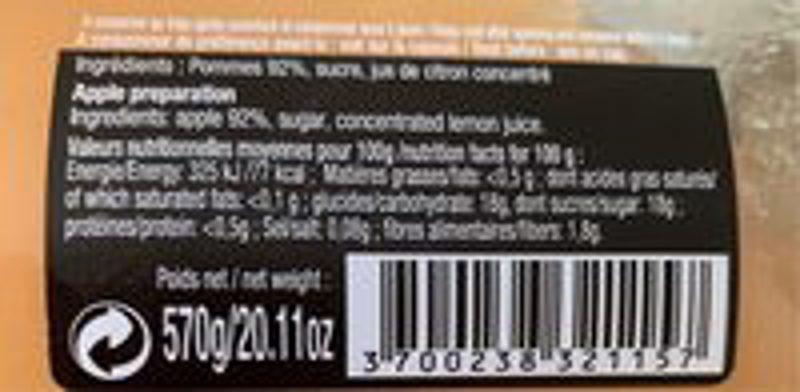 Ingrédients : Pommes 92%, sucre, jus de citron concentré
Apple preparation
Ingredients: apple 92%, sugar, concentrated lemon juice.
Valeurs nutritionnelles moyennes pour 100g /nutrition facts for 100 g :
Energie/Energy: 325 kJ /77 kcal ; Matières grasses/fats: <0,5 g ; dont acides gras saturés/
of which saturated fats: <0,1 g ; glucides/carbohydrate: 18g, dont sucres/sugar: 18g ;
protéines/protein: <0.5g ; Sel/salt: 0,08g ; fibres alimentaires/fibers: 1,8g.
Poids net / net weight :
570g/20.11oz
3 700238 321157